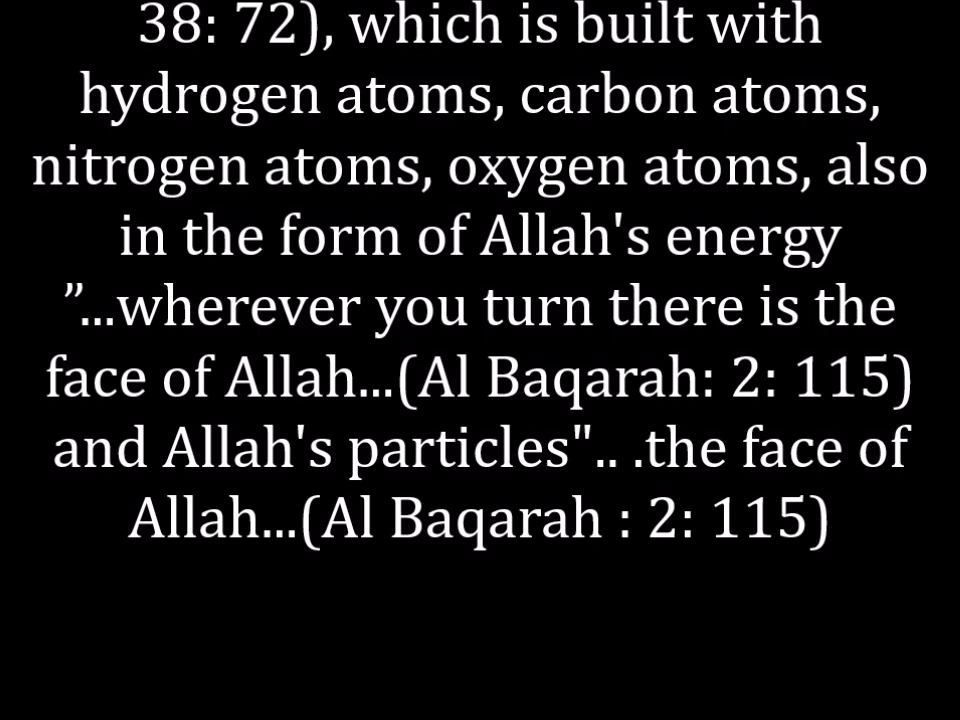 38: 72), which is built with
hydrogen atoms, carbon atoms,
nitrogen atoms, oxygen atoms, also
in the form of Allah's energy
”...wherever you turn there is the
face of Allah...(Al Baqarah: 2: 115)
and Allah's particles".. .the face of
Allah...(Al Baqarah : 2: 115)